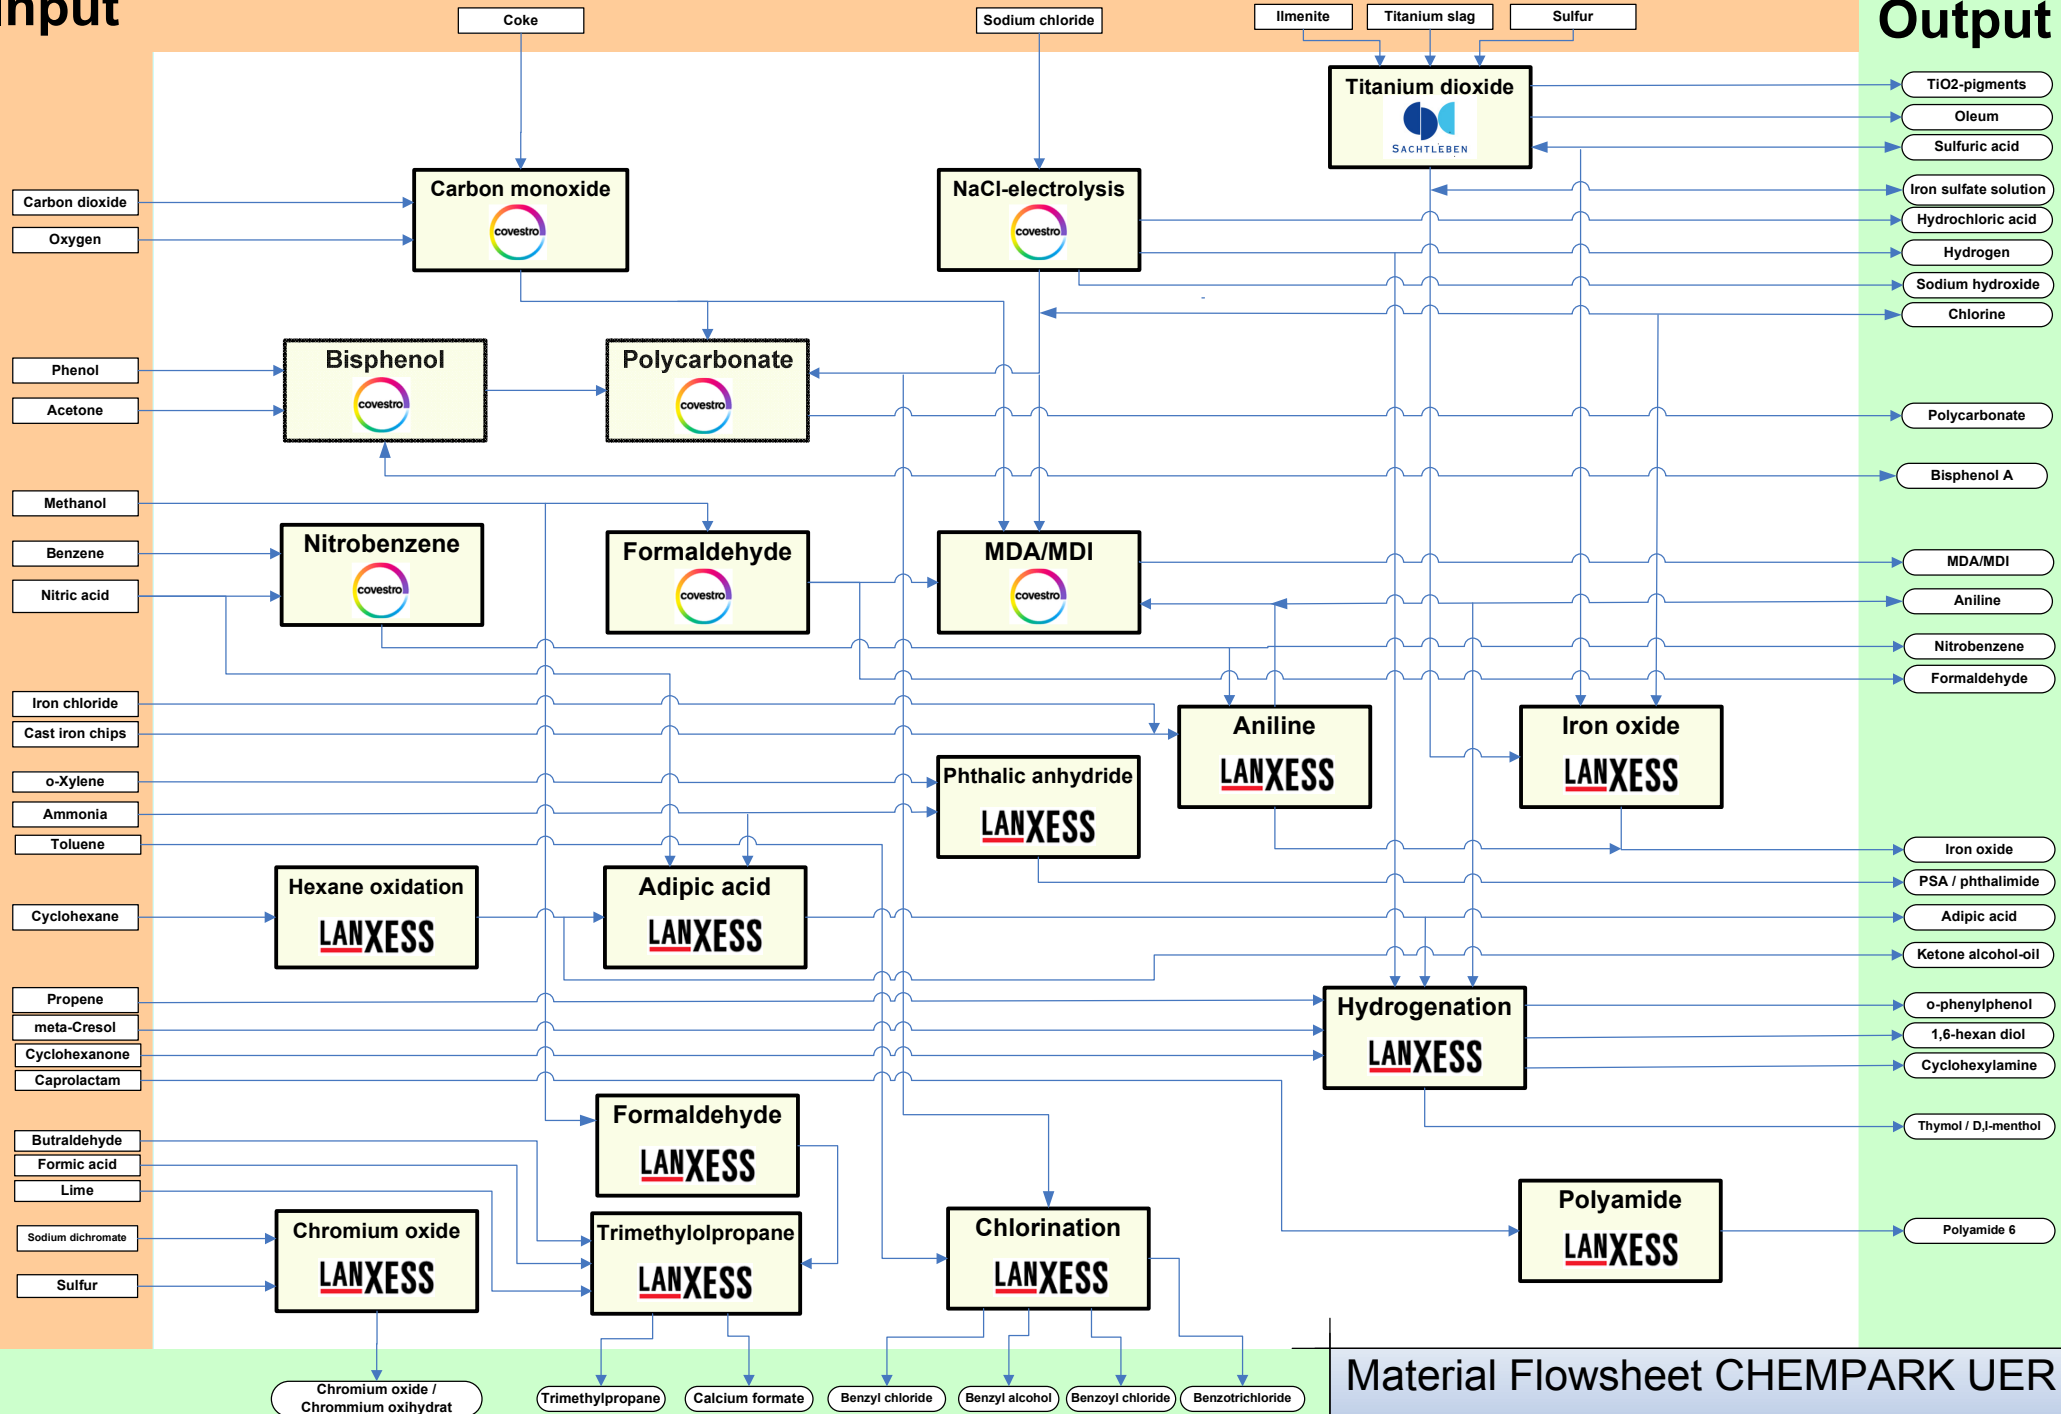 Input
Coke
Sodium chloride
Ilmenite
Titanium slag
Sulfur
Output
Titanium dioxide
SACHTLEBEN
TiO2-pigments
Oleum
Sulfuric acid
Carbon monoxide
covestro
NaCl-electrolysis
covestro
Carbon dioxide
Oxygen
Iron sulfate solution
Hydrochloric acid
Hydrogen
Sodium hydroxide
Chlorine
Phenol
Acetone
Bisphenol
covestro
Polycarbonate
covestro
Polycarbonate
Bisphenol A
Methanol
Benzene
Nitric acid
Nitrobenzene
covestro
Formaldehyde
covestro
MDA/MDI
covestro
MDA/MDI
Aniline
Nitrobenzene
Formaldehyde
Iron chloride
Cast iron chips
Aniline
LANXESS
Iron oxide
LANXESS
o-Xylene
Ammonia
Toluene
Phthalic anhydride
LANXESS
Iron oxide
PSA / phthalimide
Hexane oxidation
LANXESS
Adipic acid
LANXESS
Cyclohexane
Adipic acid
Ketone alcohol-oil
Propene
meta-Cresol
Cyclohexanone
Caprolactam
Hydrogenation
LANXESS
o-phenylphenol
1,6-hexan diol
Cyclohexylamine
Thymol / D,l-menthol
Formaldehyde
LANXESS
Butraldehyde
Formic acid
Lime
Sodium dichromate
Sulfur
Chromium oxide
LANXESS
Trimethylolpropane
LANXESS
Chlorination
LANXESS
Polyamide
LANXESS
Polyamide 6
Chromium oxide /
Chrommium oxihydrat
Trimethylpropane
Calcium formate
Benzyl chloride
Benzyl alcohol
Benzoyl chloride
Benzotrichloride
Material Flowsheet CHEMPARK UER